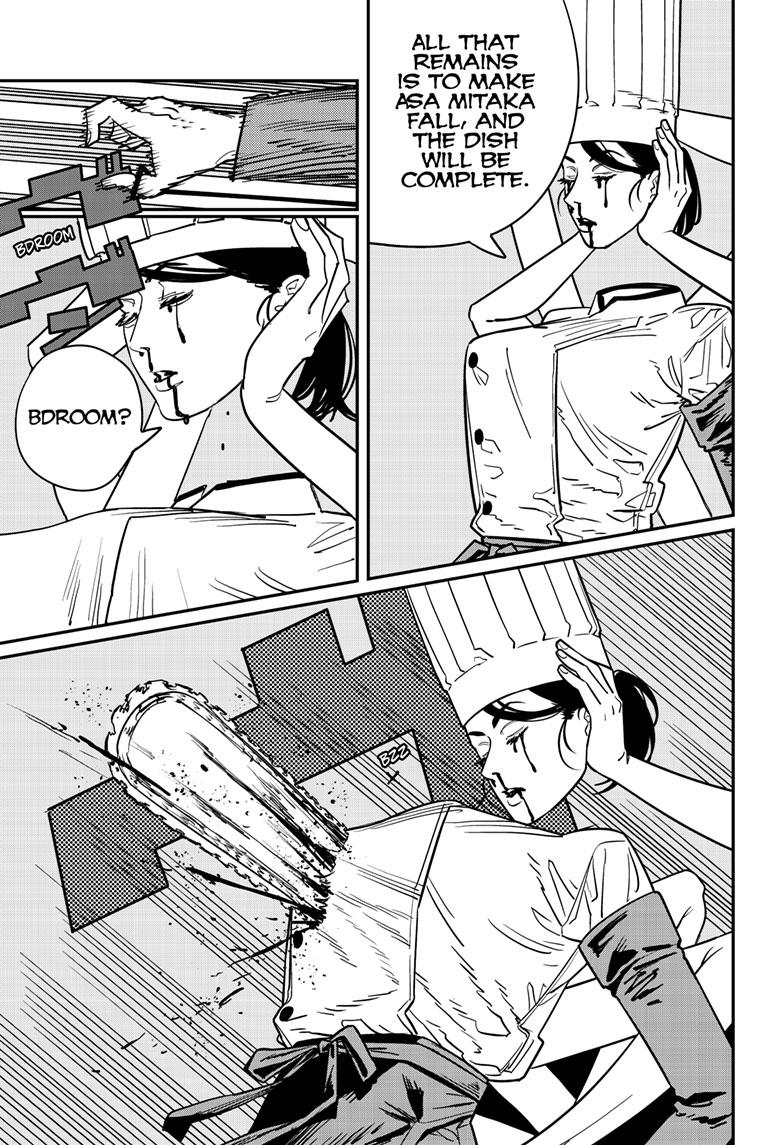 ALL THAT
REMAINS
IS TO MAKE
ASA MITAKA
FALL, AND
THE DISH
WILL BE
COMPLETE.
BDROOM
BDROOM?
BZZ